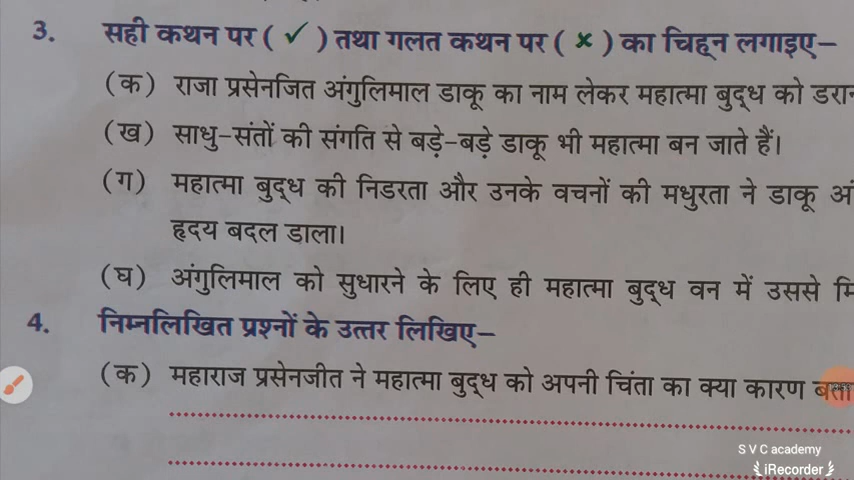 3. सही कथन पर ( ✓ ) तथा गलत कथन पर ( × ) का चिह्न लगाइए–
(क) राजा प्रसेनजित अंगुलिमाल डाकू का नाम लेकर महात्मा बुद्ध को
(ख) साधु-संतों की संगति से बड़े-बड़े डाकू भी महात्मा बन जाते हैं।
(ग) महात्मा बुद्ध की निडरता और उनके वचनों की मधुरता ने डाकू
हृदय बदल डाला।
(घ) अंगुलिमाल को सुधारने के लिए ही महात्मा बुद्ध वन में उससे
4. निम्नलिखित प्रश्नों के उत्तर लिखिए–
(क) महाराज प्रसेनजीत ने महात्मा बुद्ध को अपनी चिंता का क्या कारण
S V C academy
iRecorder